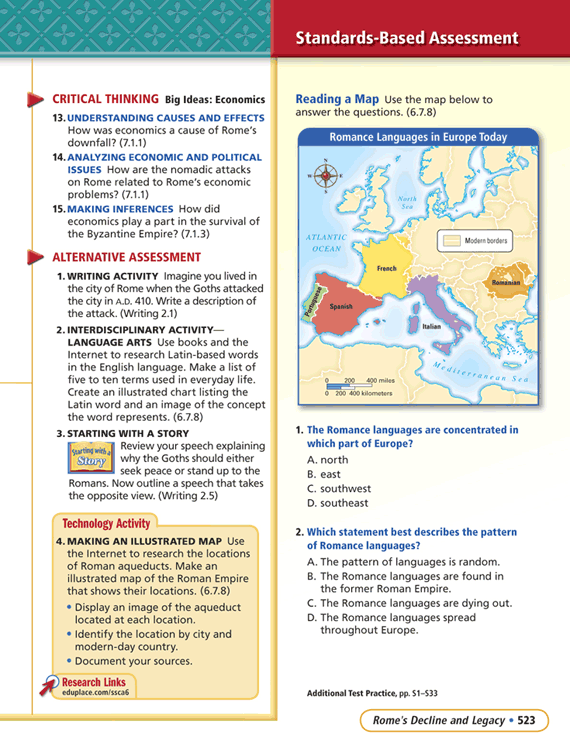 Standards-Based Assessment
CRITICAL THINKING Big Ideas: Economics
13. UNDERSTANDING CAUSES AND EFFECTS
How was economics a cause of Rome's
downfall? (7.1.1)
14. ANALYZING ECONOMIC AND POLITICAL
ISSUES How are the nomadic attacks
on Rome related to Rome's economic
problems? (7.1.1)
15. MAKING INFERENCES How did
economics play a part in the survival of
the Byzantine Empire? (7.1.3)
ALTERNATIVE ASSESSMENT
1. WRITING ACTIVITY Imagine you lived in
the city of Rome when the Goths attacked
the city in A.D. 410. Write a description of
the attack. (Writing 2.1)
2. INTERDISCIPLINARY ACTIVITY—
LANGUAGE ARTS Use books and the
Internet to research Latin-based words
in the English language. Make a list of
five to ten terms used in everyday life.
Create an illustrated chart listing the
Latin word and an image of the concept
the word represents. (6.7.8)
3. STARTING WITH A STORY
Starting with a
Story
Review your speech explaining
why the Goths should either
seek peace or stand up to the
Romans. Now outline a speech that takes
the opposite view. (Writing 2.5)
Technology Activity
4. MAKING AN ILLUSTRATED MAP Use
the Internet to research the locations
of Roman aqueducts. Make an
illustrated map of the Roman Empire
that shows their locations. (6.7.8)
• Display an image of the aqueduct
located at each location.
• Identify the location by city and
modern-day country.
• Document your sources.
Research Links
eduplace.com/ssca6
Reading a Map Use the map below to
answer the questions. (6.7.8)
Romance Languages in Europe Today
N
W
E
S
North
Sea
ATLANTIC
OCEAN
Modern borders
French
Romanian
Portuguese
Spanish
Italian
Mediterranean Sea
0 200 400 miles
0 200 400 kilometers
1. The Romance languages are concentrated in
which part of Europe?
A. north
B. east
C. southwest
D. southeast
2. Which statement best describes the pattern
of Romance languages?
A. The pattern of languages is random.
B. The Romance languages are found in
the former Roman Empire.
C. The Romance languages are dying out.
D. The Romance languages spread
throughout Europe.
Additional Test Practice, pp. S1–S33
Rome's Decline and Legacy • 523